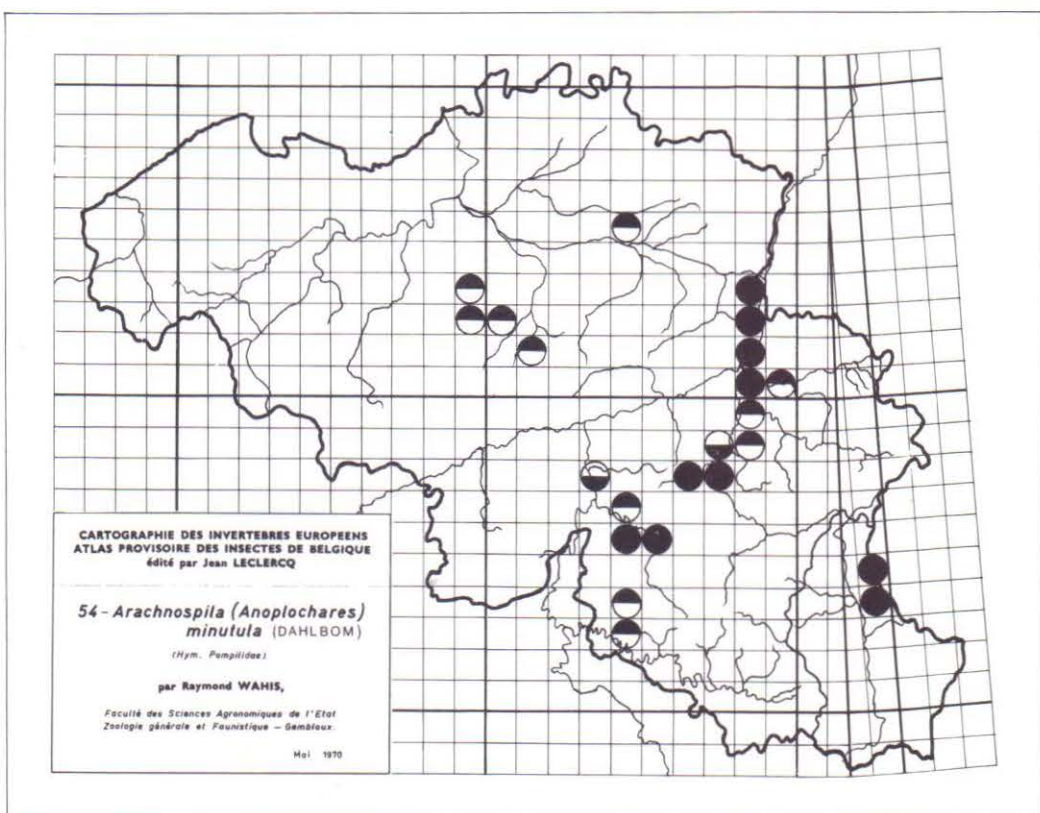 CARTOGRAPHIE DES INVERTEBRES EUROPEENS
ATLAS PROVISOIRE DES INSECTES DE BELGIQUE
édité par Jean LECLERCQ
54 - Arachnospila (Anoplochares)
minutula (DAHLBOM)
(Hym. Pompilidae)
par Raymond WAHIS,
Faculté des Sciences Agronomiques de l'Etat
Zoologie générale et Faunistique – Gembloux.
Mai 1970